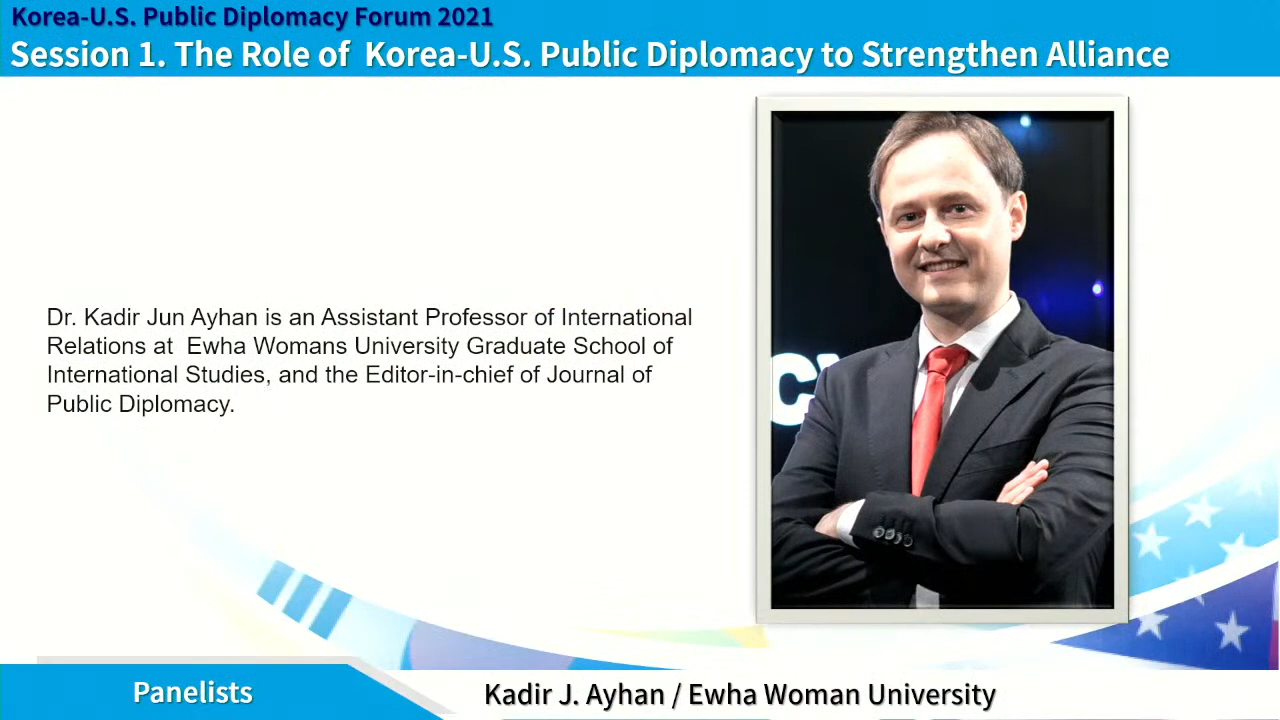 Korea-U.S. Public Diplomacy Forum 2021
Session 1. The Role of Korea-U.S. Public Diplomacy to Strengthen Alliance
Dr. Kadir Jun Ayhan is an Assistant Professor of International
Relations at Ewha Womans University Graduate School of
International Studies, and the Editor-in-chief of Journal of
Public Diplomacy.
Panelists
Kadir J. Ayhan / Ewha Woman University